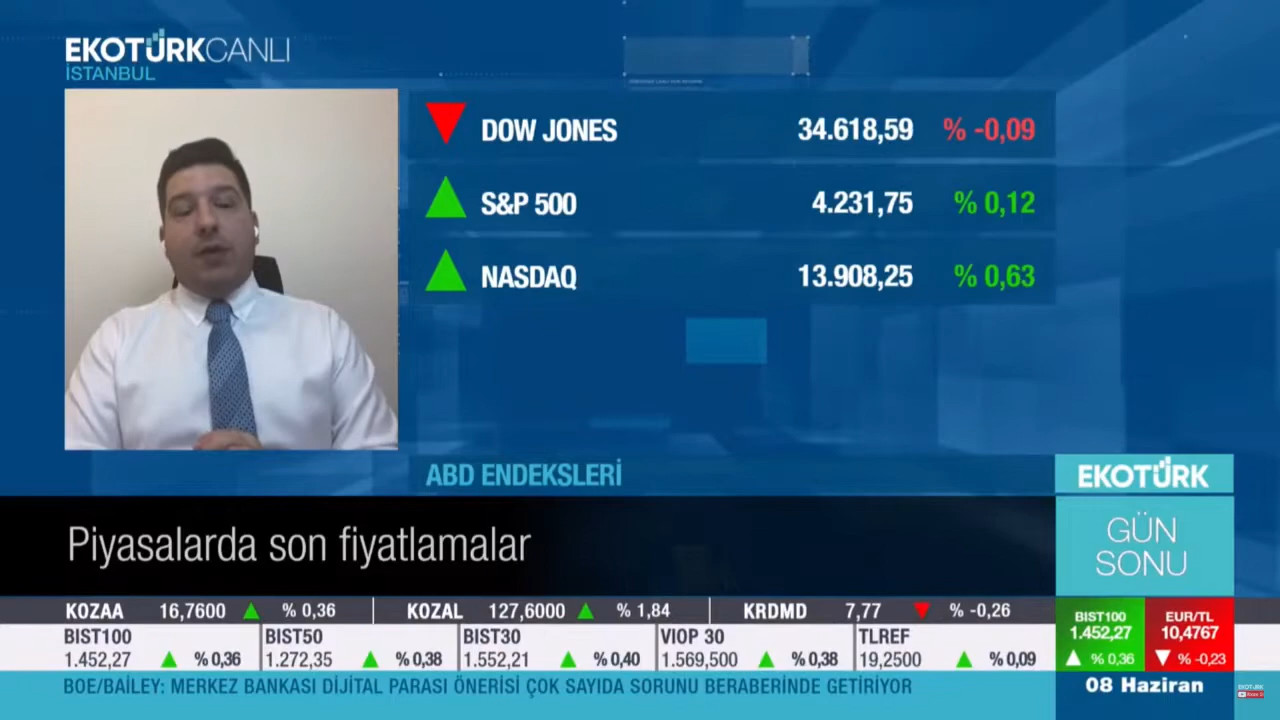 EKOTÜRKCANLI
İSTANBUL
DOW JONES 34.618,59 % -0,09
S&P 500 4.231,75 % 0,12
NASDAQ 13.908,25 % 0,63
ABD ENDEKSLERİ
EKOTÜRK
Piyasalarda son fiyatlamalar
GÜN
SONU
KOZAA 16,7600 % 0,36 KOZAL 127,6000 % 1,84 KRDMD 7,77 % -0,26
BIST100 BIST50 BIST30 VIOP 30 TLREF
1.452,27 % 0,36 1.272,35 % 0,38 1.552,21 % 0,40 1.569,500 % 0,38 19,2500 % 0,09
BIST100
1.452,27
% 0,36
EUR/TL
10,4767
% -0,23
BOE/BAILEY: MERKEZ BANKASI DİJİTAL PARASI ÖNERİSİ ÇOK SAYIDA SORUNU BERABERİNDE GETİRİYOR
08 Haziran
EKOTÜRK